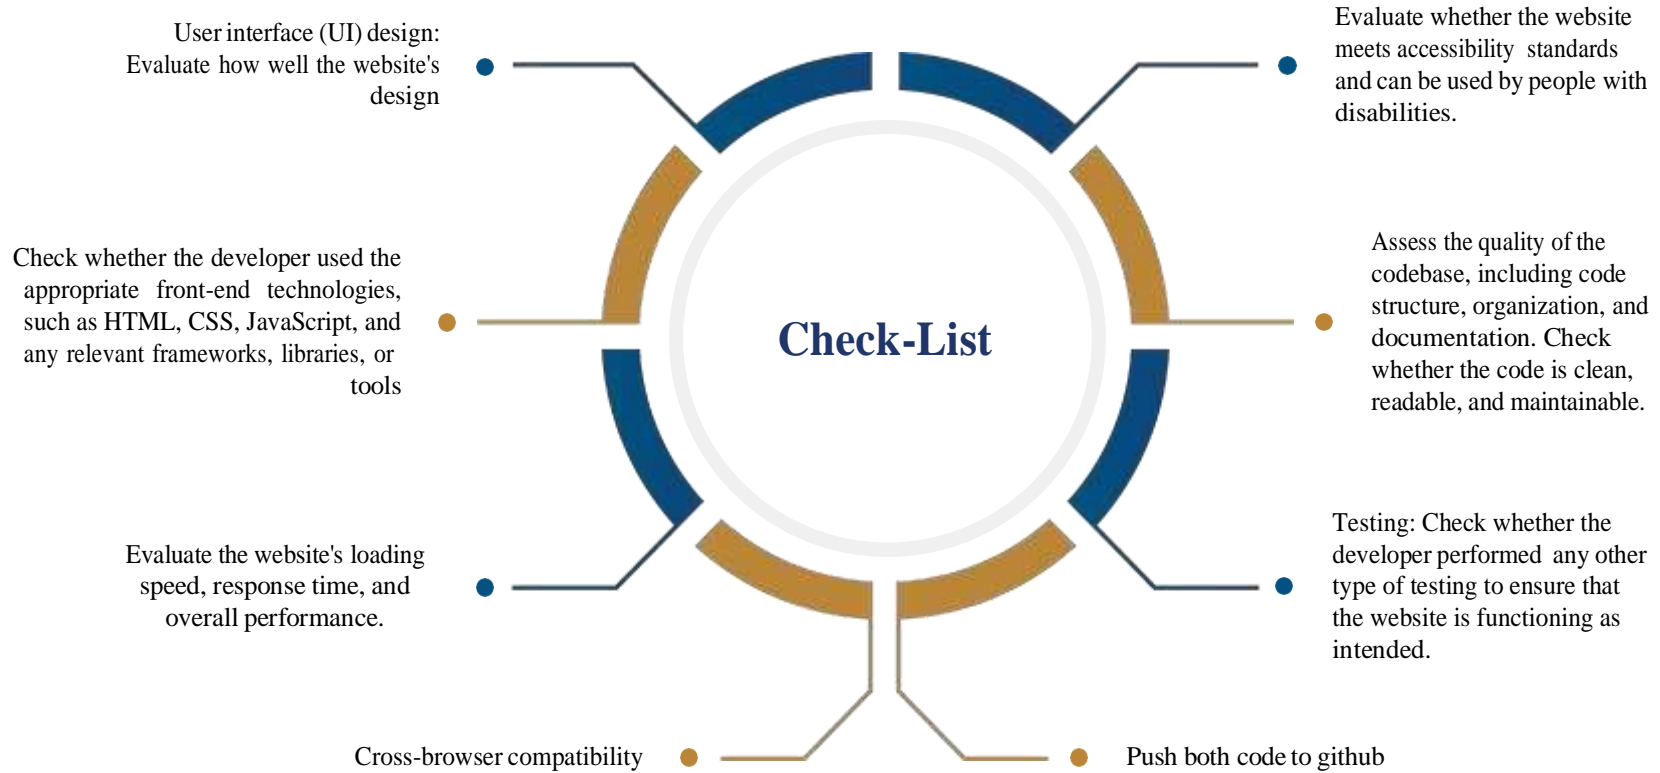 User interface (UI) design:
Evaluate how well the website's
design
Evaluate whether the website
meets accessibility standards
and can be used by people with
disabilities.
Check whether the developer used the
appropriate front-end technologies,
such as HTML, CSS, JavaScript, and
any relevant frameworks, libraries, or
tools
Check-List
Assess the quality of the
codebase, including code
structure, organization, and
documentation. Check
whether the code is clean,
readable, and maintainable.
Evaluate the website's loading
speed, response time, and
overall performance.
Testing: Check whether the
developer performed any other
type of testing to ensure that
the website is functioning as
intended.
Cross-browser compatibility
Push both code to github